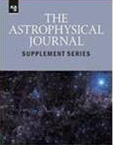 THE
ASTROPHYSICAL
JOURNAL
SUPPLEMENT SERIES